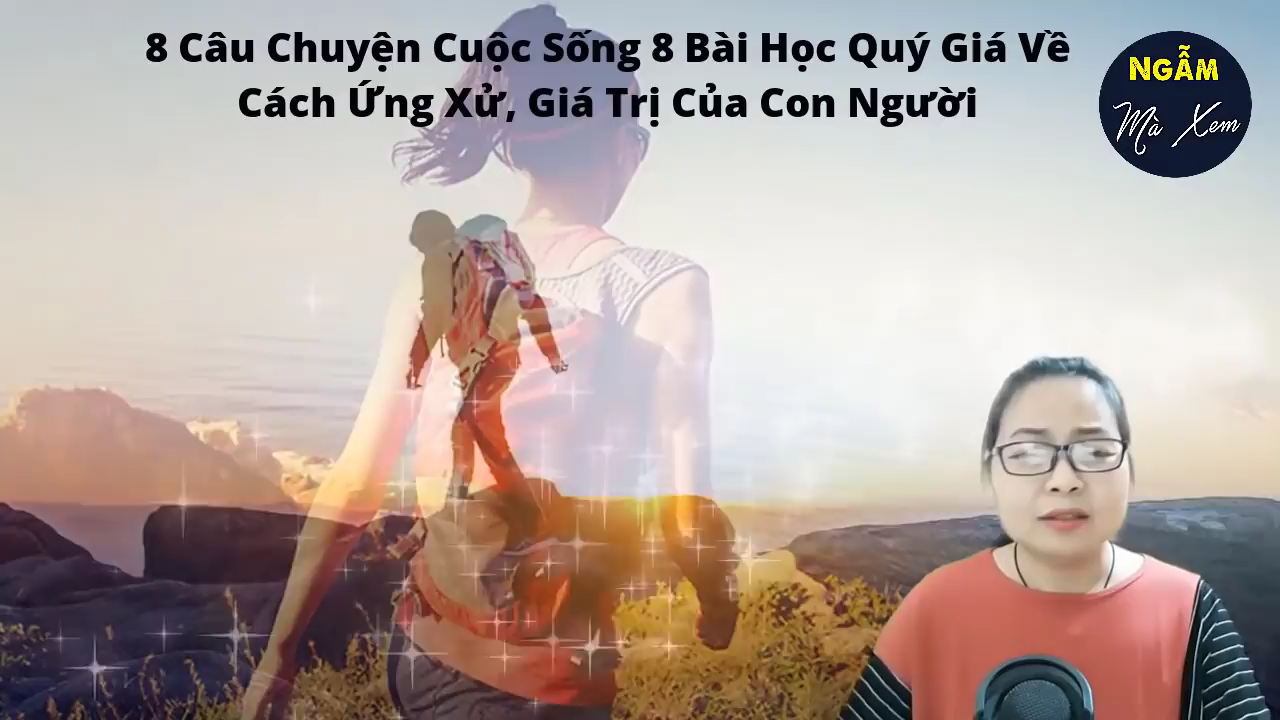 8 Câu Chuyện Cuộc Sống 8 Bài Học Quý Giá Về
Cách Ứng Xử, Giá Trị Của Con Người
NGẪM
Mà Xem